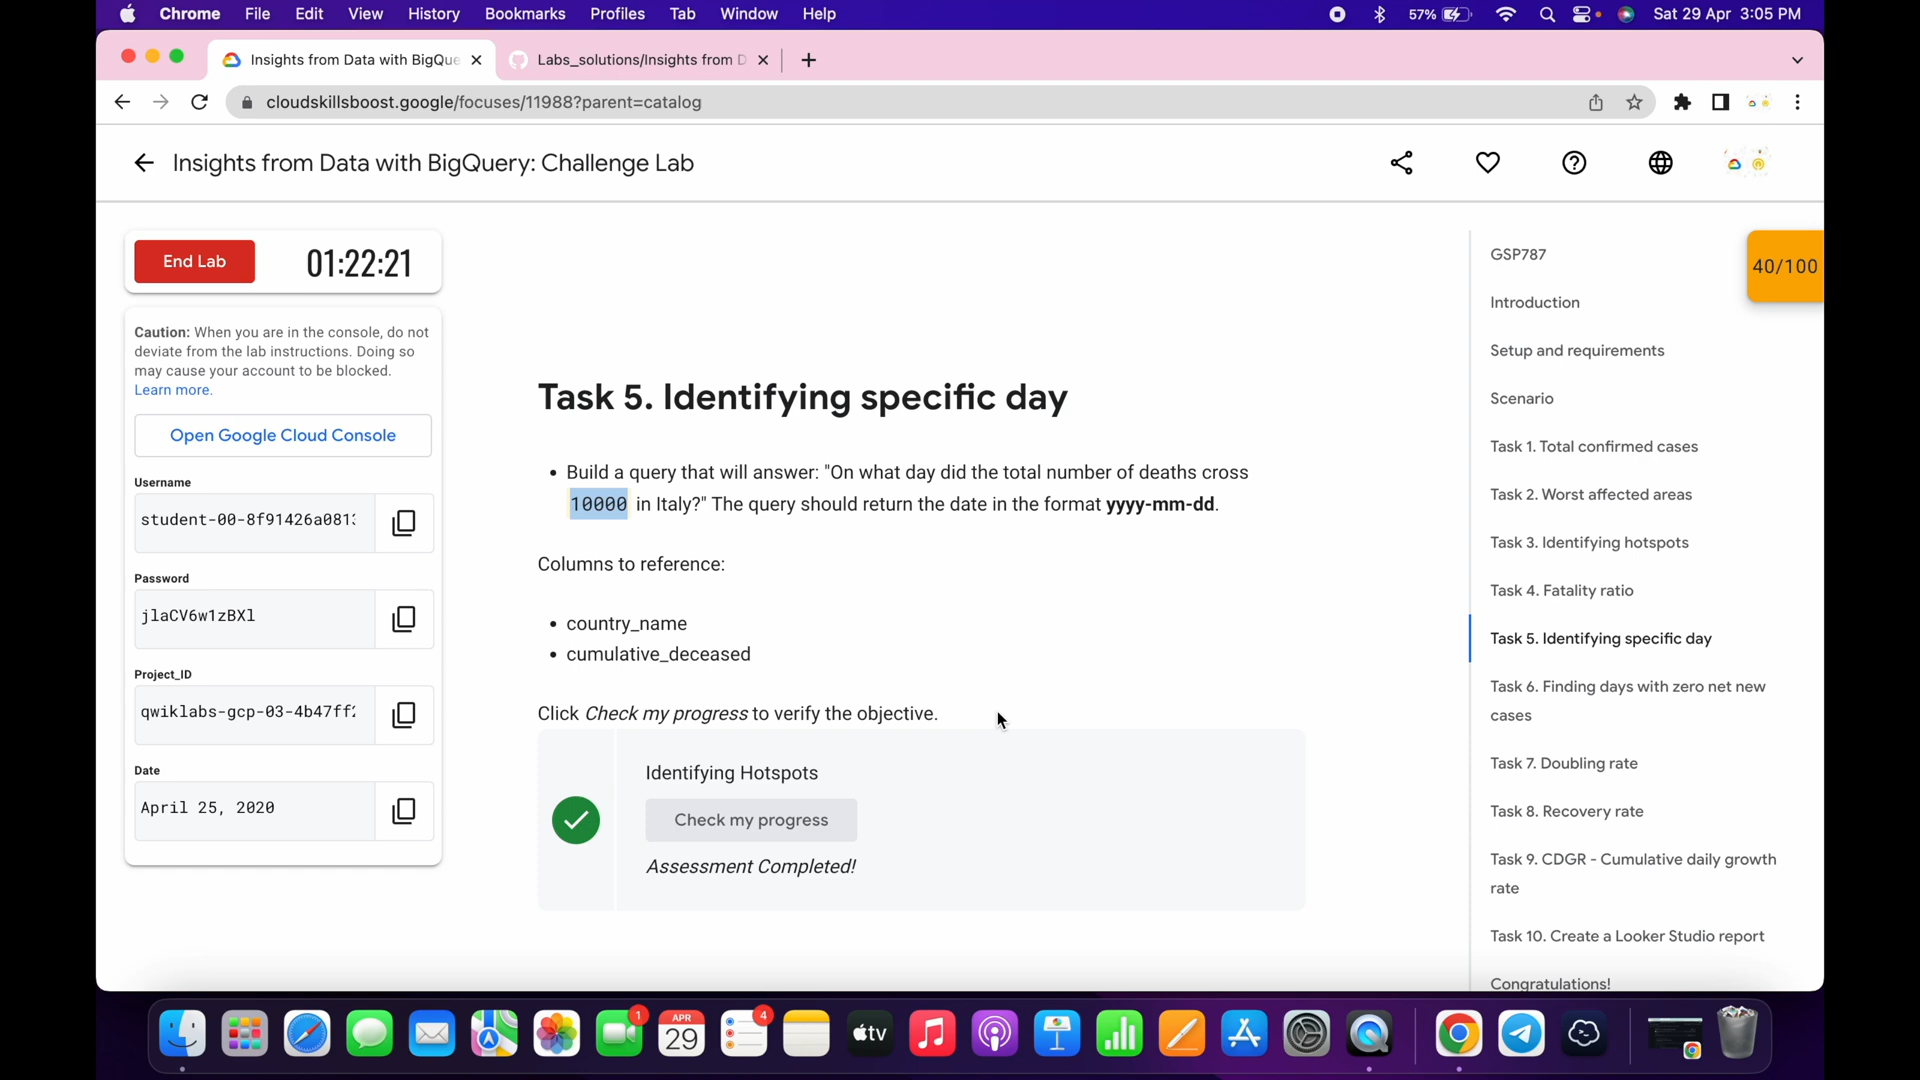 Chrome File Edit View History Bookmarks Profiles Tab Window Help 57% Sat 29 Apr 3:05 PM
Insights from Data with BigQue Labs_solutions/Insights from D
cloudskillsboost.google/focuses/11988?parent=catalog
Insights from Data with BigQuery: Challenge Lab
End Lab 01:22:21
Caution: When you are in the console, do not
deviate from the lab instructions. Doing so
may cause your account to be blocked.
Learn more.
Open Google Cloud Console
Username
student-00-8f91426a081
Password
jlaCV6w1zBXl
Project_ID
qwiklabs-gcp-03-4b47ff
Date
April 25, 2020
Task 5. Identifying specific day
• Build a query that will answer: "On what day did the total number of deaths cross
10000 in Italy?" The query should return the date in the format yyyy-mm-dd.
Columns to reference:
• country_name
• cumulative_deceased
Click Check my progress to verify the objective.
Identifying Hotspots
Check my progress
Assessment Completed!
GSP787
40/100
Introduction
Setup and requirements
Scenario
Task 1. Total confirmed cases
Task 2. Worst affected areas
Task 3. Identifying hotspots
Task 4. Fatality ratio
Task 5. Identifying specific day
Task 6. Finding days with zero net new
cases
Task 7. Doubling rate
Task 8. Recovery rate
Task 9. CDGR - Cumulative daily growth
rate
Task 10. Create a Looker Studio report
Congratulations!
1
APR
29
4
tv